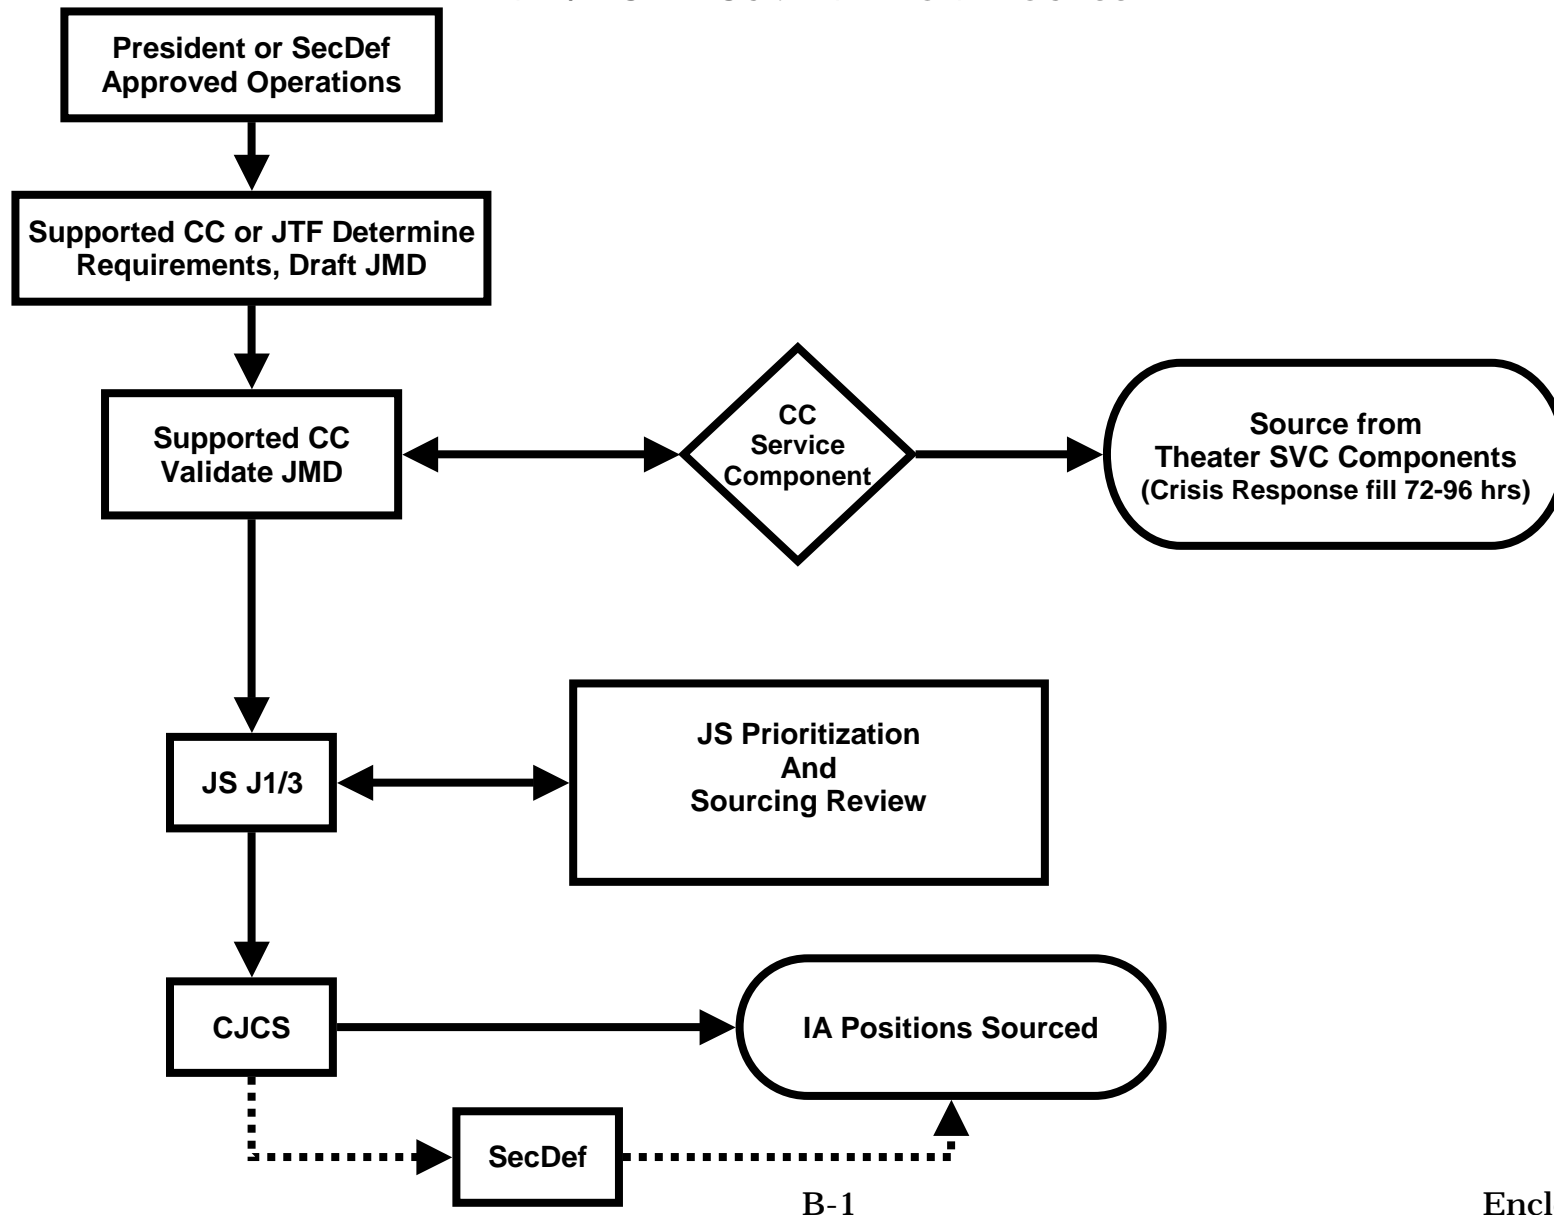 President or SecDef
Approved Operations
Supported CC or JTF Determine
Requirements, Draft JMD
Supported CC
Validate JMD
CC
Service
Component
Source from
Theater SVC Components
(Crisis Response fill 72-96 hrs)
JS J1/3
JS Prioritization
And
Sourcing Review
CJCS
IA Positions Sourced
SecDef
B-1
Encl